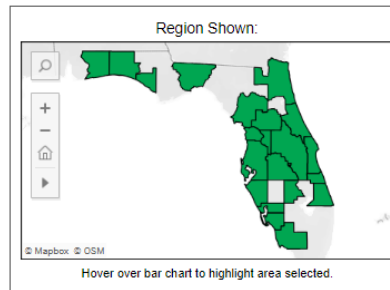 Region Shown:
+
−
© Mapbox © OSM
Hover over bar chart to highlight area selected.